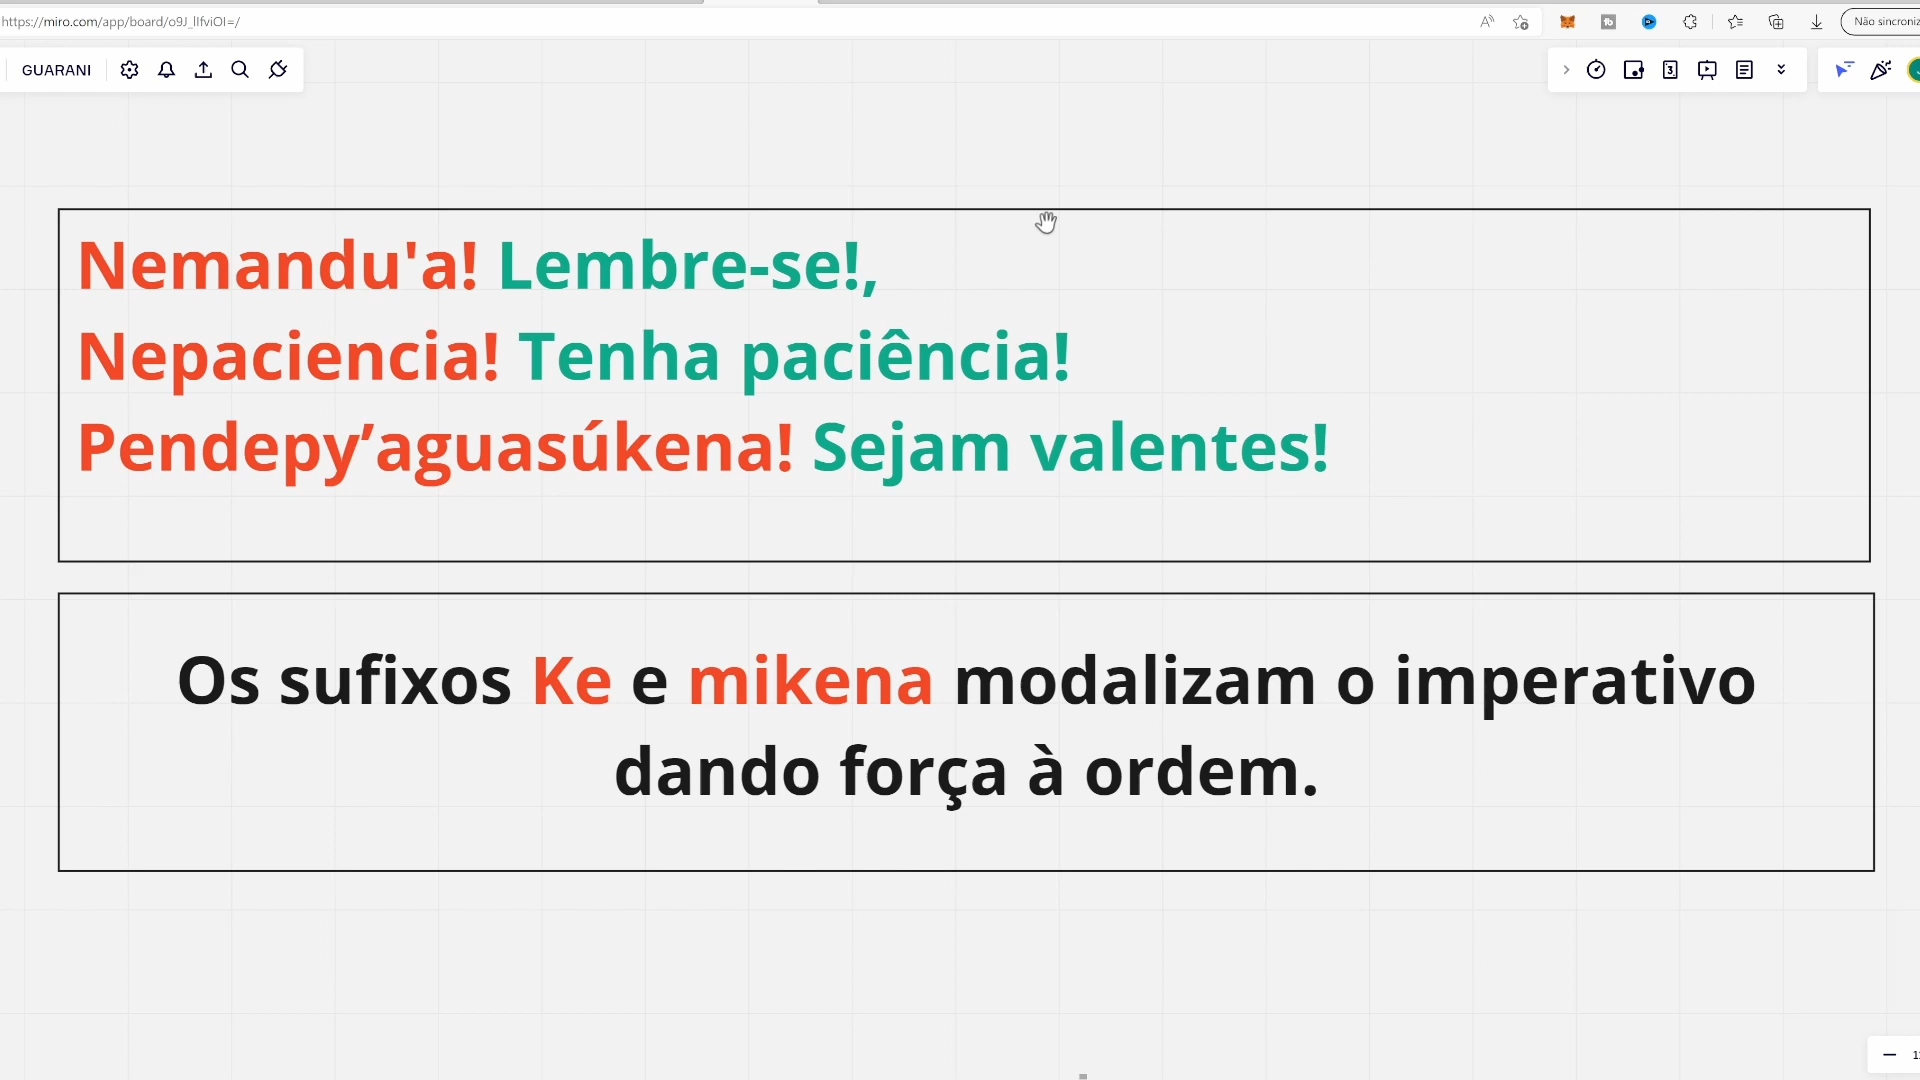 https://miro.com/app/board/o9J_lIfviOI=/
Não sincroniz
GUARANI
Nemandu'a! Lembre-se!,
Nepaciencia! Tenha paciência!
Pendepy’aguasúkena! Sejam valentes!
Os sufixos Ke e mikena modalizam o imperativo
dando força à ordem.